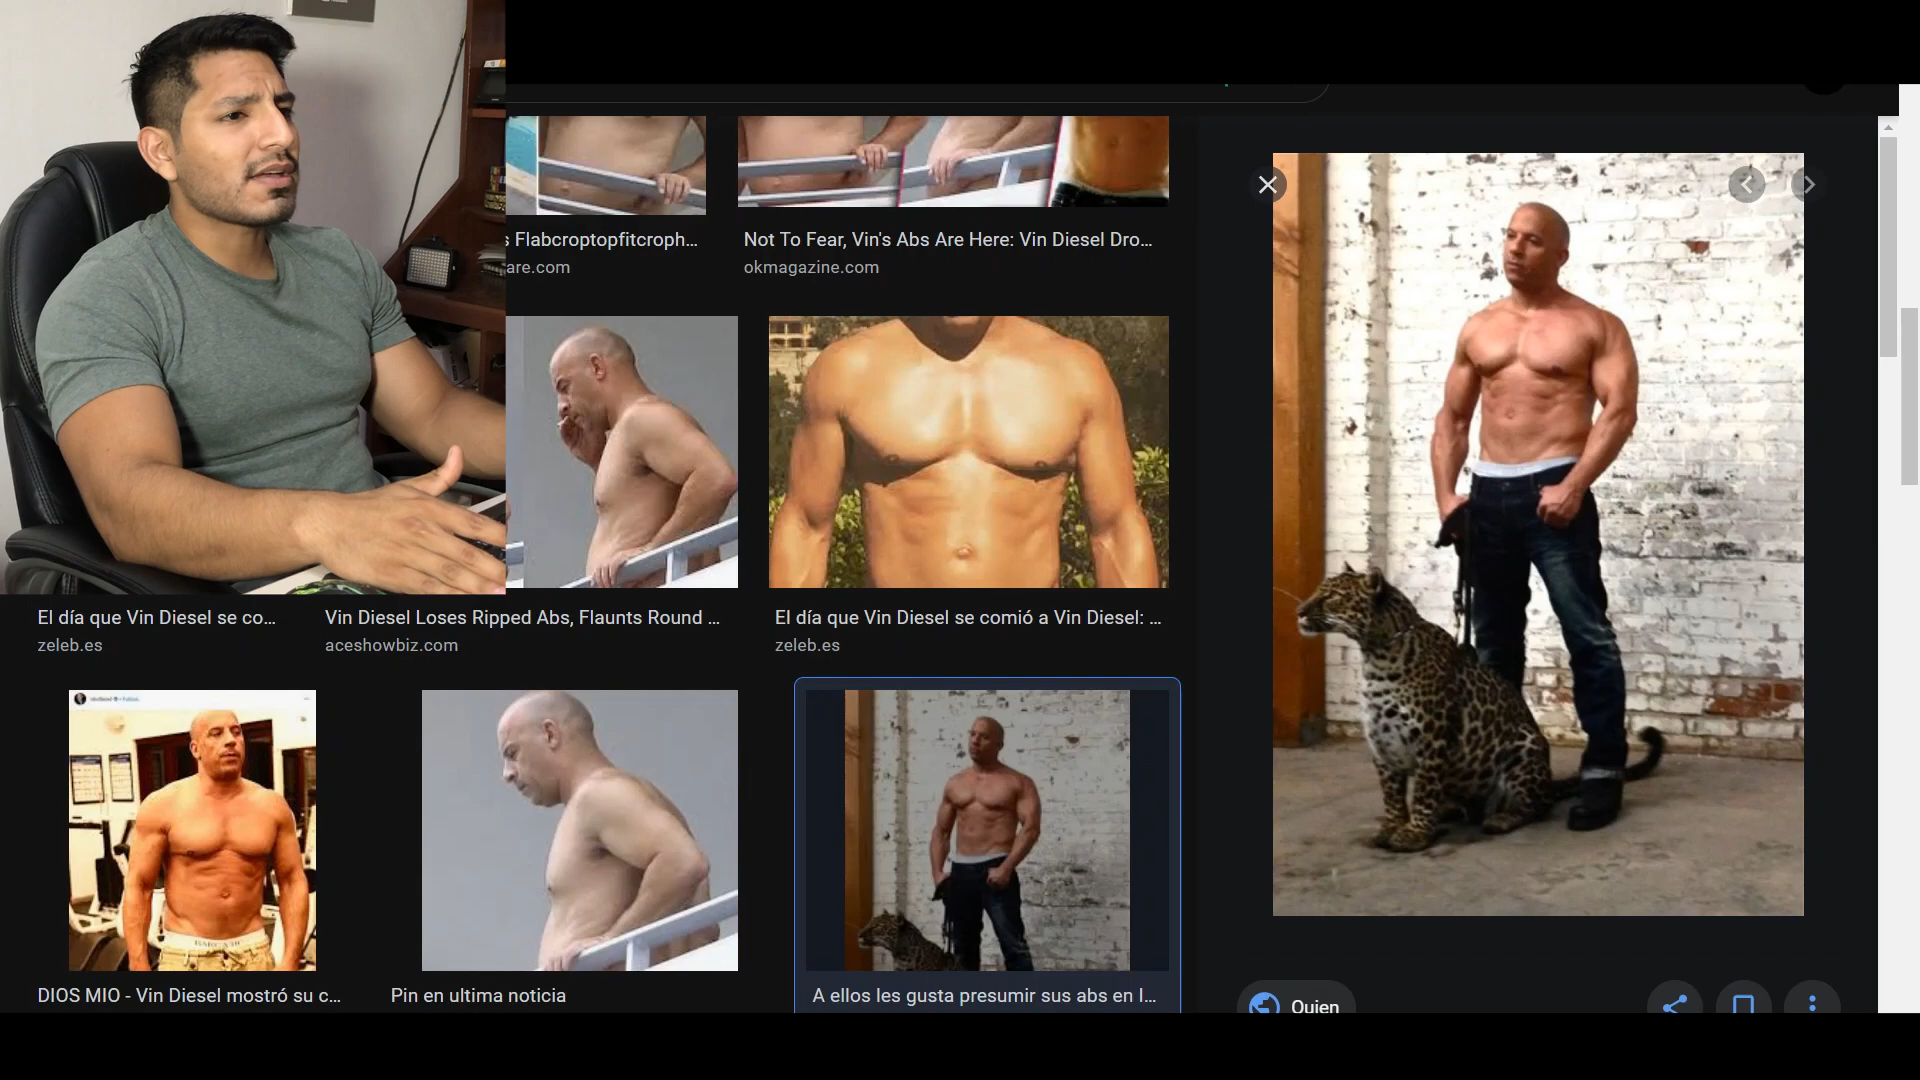 s Flabcroptopfitcroph...
are.com
Not To Fear, Vin's Abs Are Here: Vin Diesel Dro...
okmagazine.com
El día que Vin Diesel se co...
zeleb.es
Vin Diesel Loses Ripped Abs, Flaunts Round ...
aceshowbiz.com
El día que Vin Diesel se comió a Vin Diesel: ...
zeleb.es
DIOS MIO - Vin Diesel mostró su c...
Pin en ultima noticia
A ellos les gusta presumir sus abs en l...
Quien